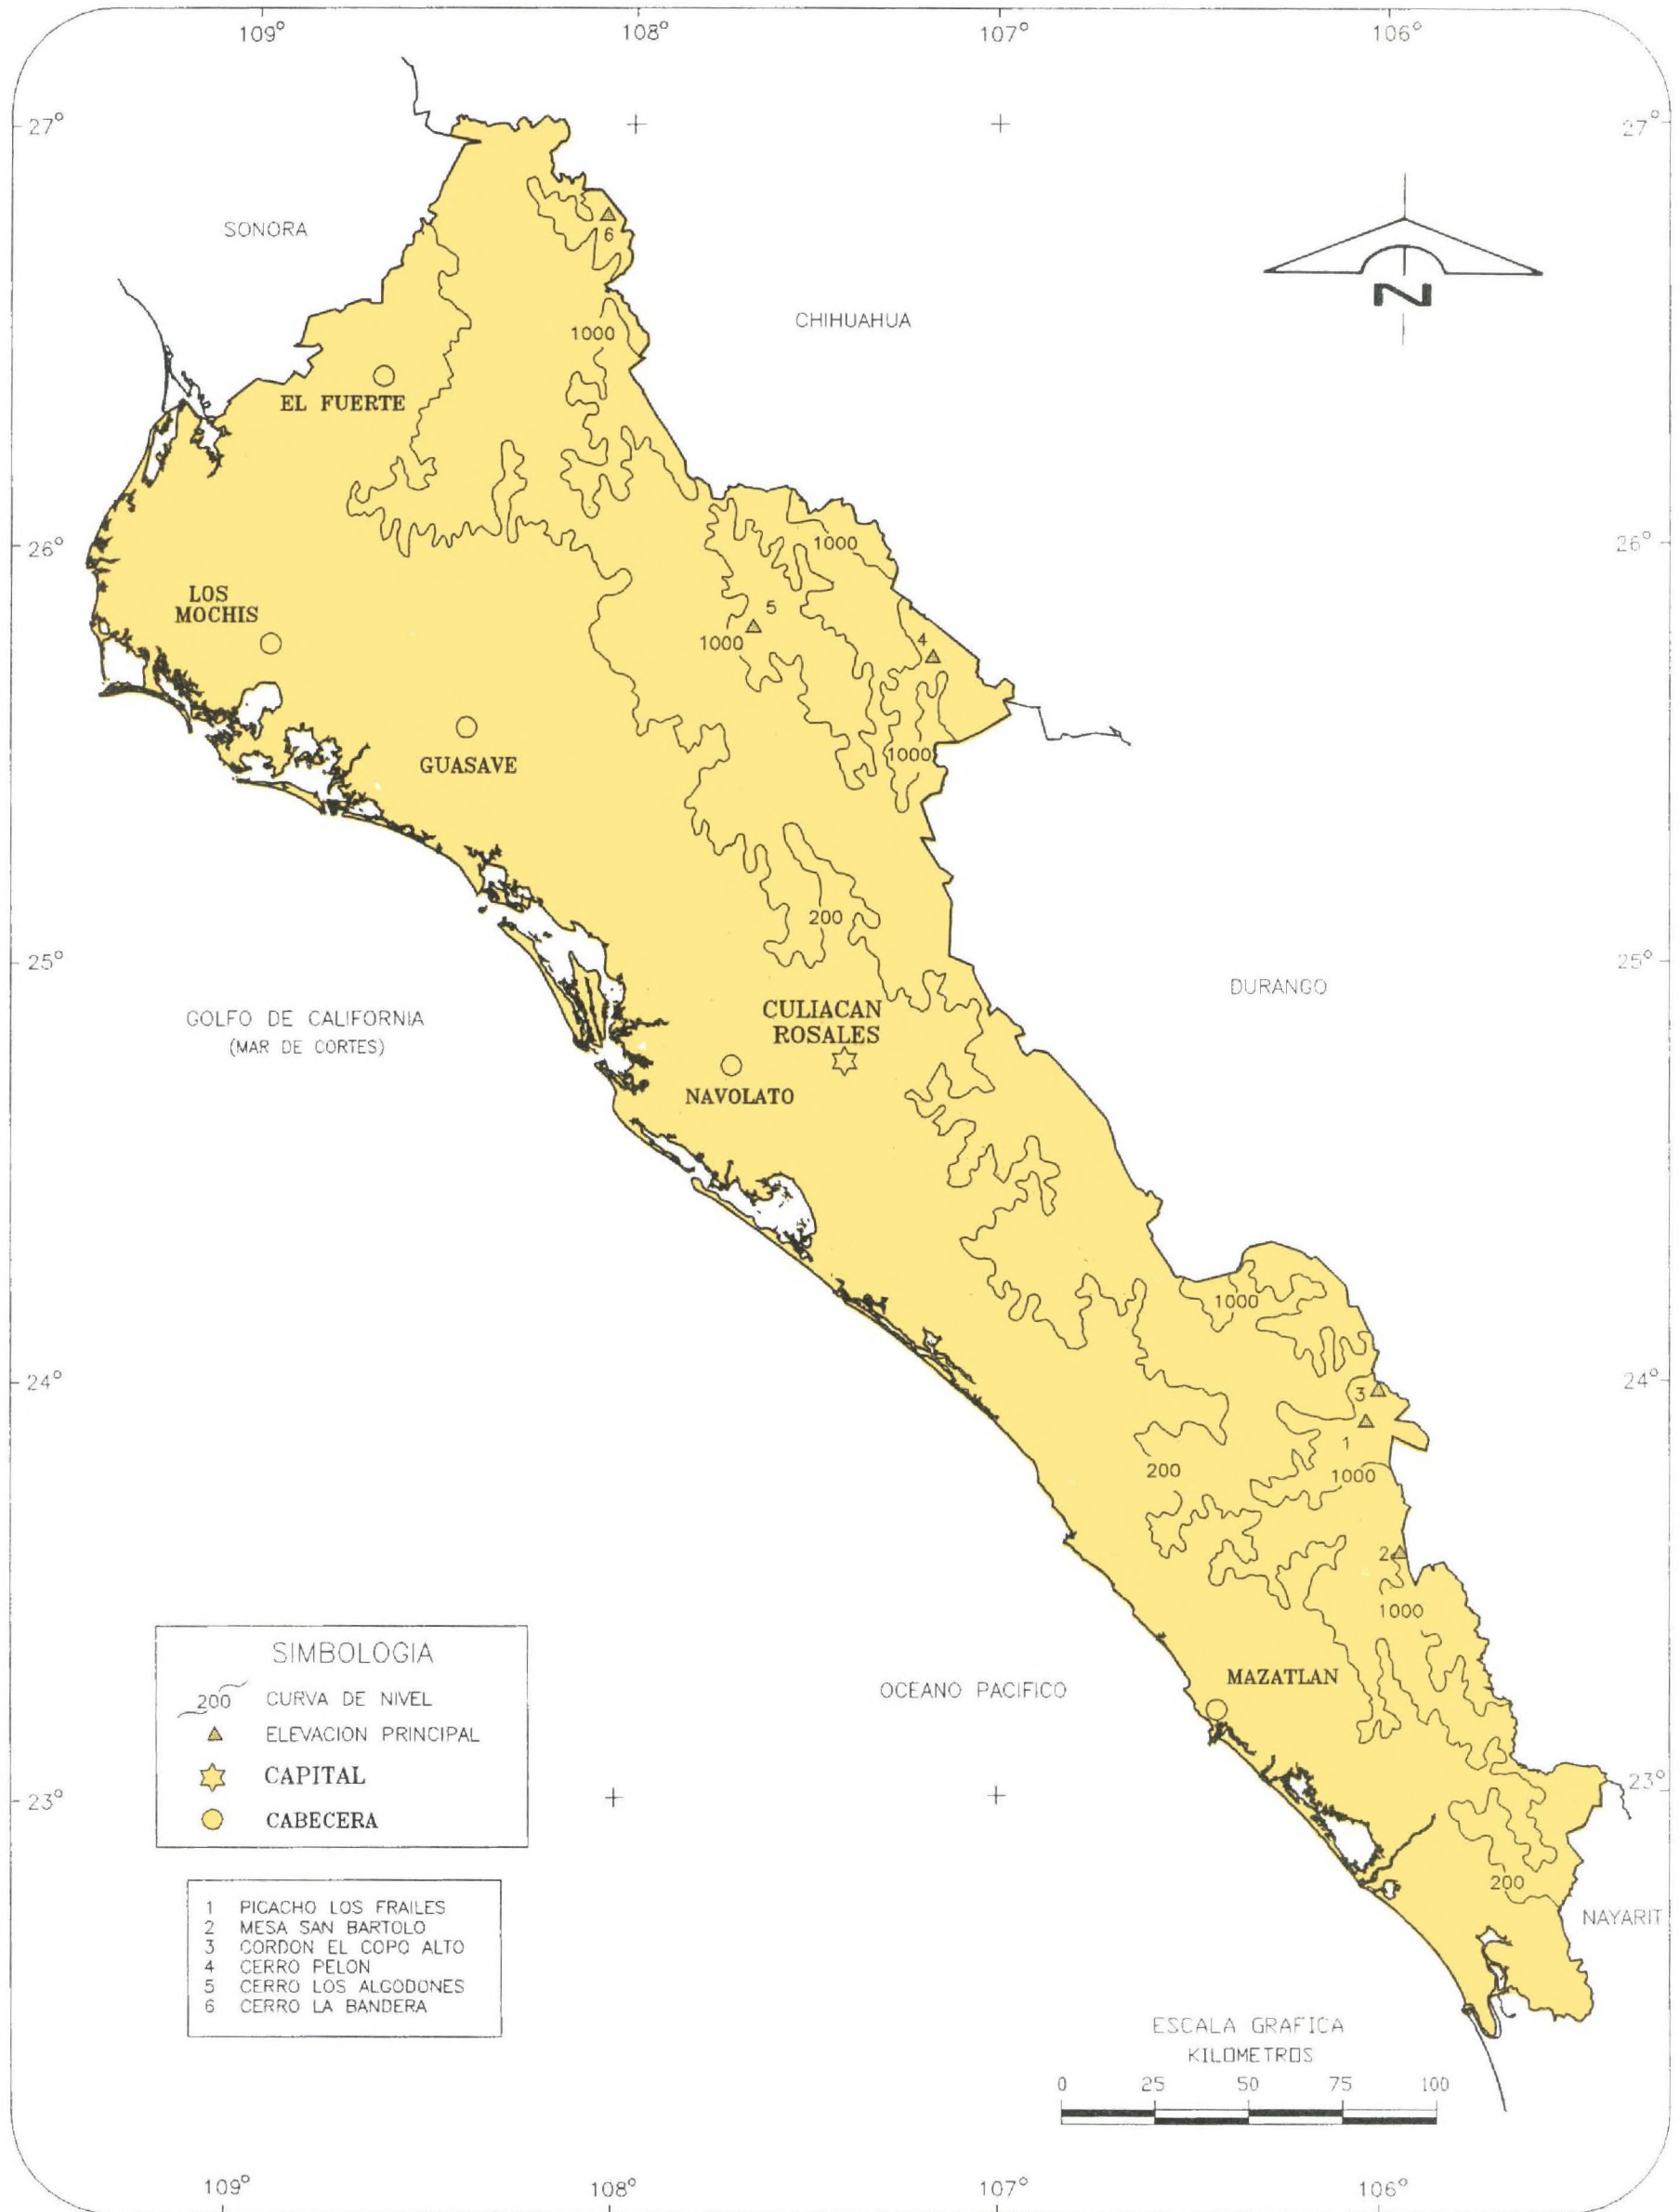 109° 108° 107° 106°
27° 27°
SONORA
6
N
CHIHUAHUA
1000
EL FUERTE
26° 1000 26°
LOS
MOCHIS
5
1000
4
1000
GUASAVE
200
25° 25°
DURANGO
GOLFO DE CALIFORNIA
(MAR DE CORTES)
CULIACAN
ROSALES
NAVOLATO
1000
24° 24°
3
1
200 1000
2
1000
MAZATLAN
OCEANO PACIFICO
SIMBOLOGIA
200 CURVA DE NIVEL
ELEVACION PRINCIPAL
CAPITAL
CABECERA
23° 23°
200
NAYARIT
1 PICACHO LOS FRAILES
2 MESA SAN BARTOLO
3 CORDON EL COPO ALTO
4 CERRO PELON
5 CERRO LOS ALGODONES
6 CERRO LA BANDERA
ESCALA GRAFICA
KILOMETROS
0 25 50 75 100
109° 108° 107° 106°